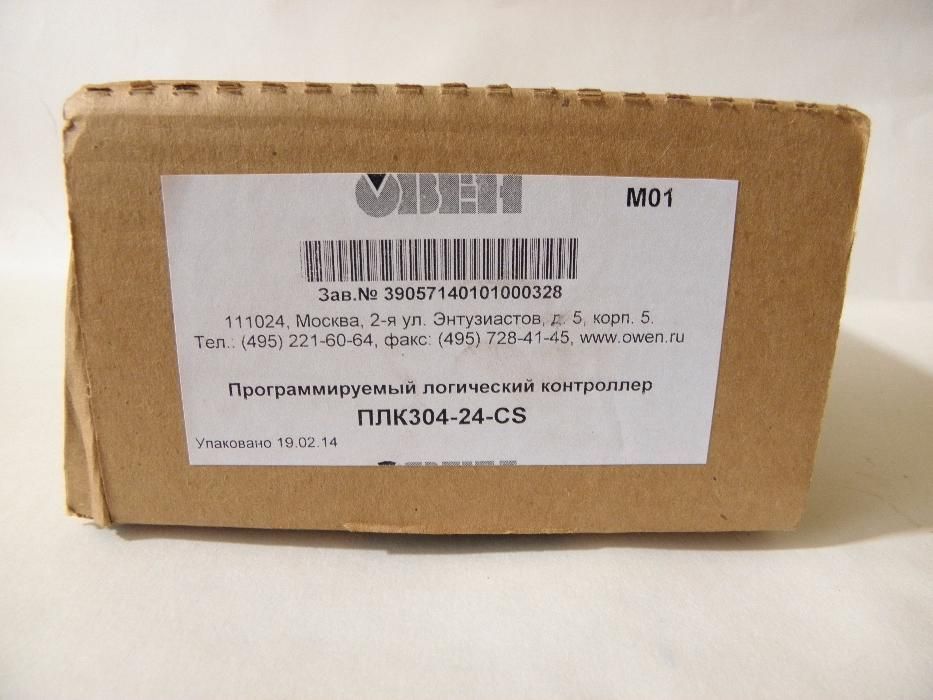 ОВЕН
М01
Зав.№ 39057140101000328
111024, Москва, 2-я ул. Энтузиастов, д. 5, корп. 5.
Тел.: (495) 221-60-64, факс: (495) 728-41-45, www.owen.ru
Программируемый логический контроллер
ПЛК304-24-CS
Упаковано 19.02.14